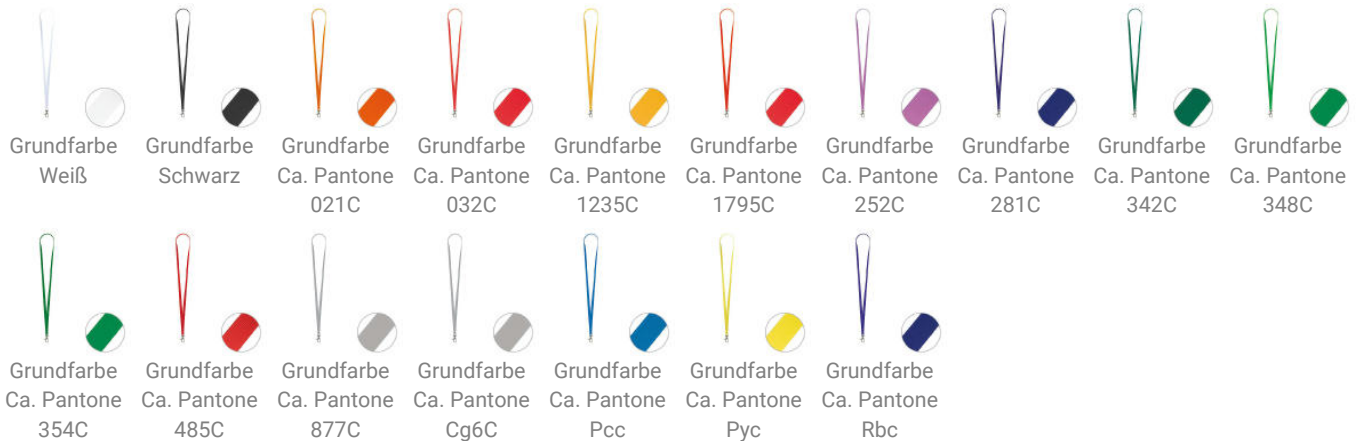 Grundfarbe
Weiß
Grundfarbe
Schwarz
Grundfarbe
Ca. Pantone
021C
Grundfarbe
Ca. Pantone
032C
Grundfarbe
Ca. Pantone
1235C
Grundfarbe
Ca. Pantone
1795C
Grundfarbe
Ca. Pantone
252C
Grundfarbe
Ca. Pantone
281C
Grundfarbe
Ca. Pantone
342C
Grundfarbe
Ca. Pantone
348C
Grundfarbe
Ca. Pantone
354C
Grundfarbe
Ca. Pantone
485C
Grundfarbe
Ca. Pantone
877C
Grundfarbe
Ca. Pantone
Cg6C
Grundfarbe
Ca. Pantone
Pcc
Grundfarbe
Ca. Pantone
Pyc
Grundfarbe
Ca. Pantone
Rbc